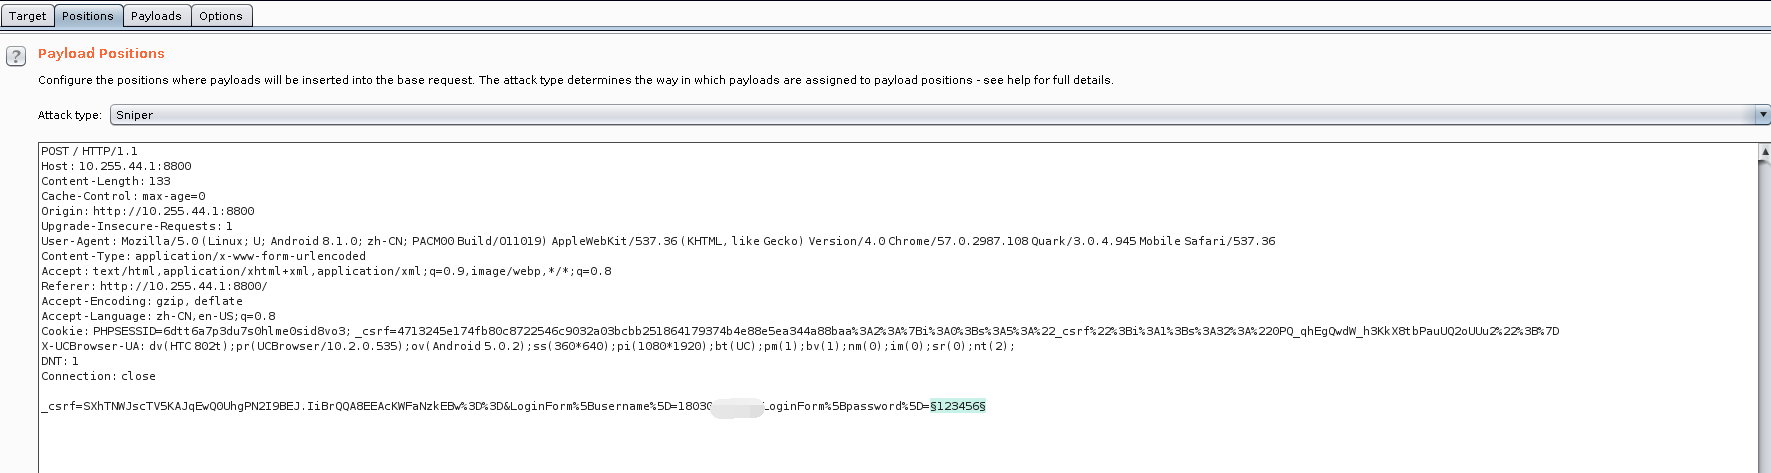 Target Positions Payloads Options
? Payload Positions
Configure the positions where payloads will be inserted into the base request. The attack type determines the way in which payloads are assigned to payload positions - see help for full details.
Attack type: Sniper
POST / HTTP/1.1
Host: 10.255.44.1:8800
Content-Length: 133
Cache-Control: max-age=0
Origin: http://10.255.44.1:8800
Upgrade-Insecure-Requests: 1
User-Agent: Mozilla/5.0 (Linux; U; Android 8.1.0; zh-CN; PACM00 Build/O11019) AppleWebKit/537.36 (KHTML, like Gecko) Version/4.0 Chrome/57.0.2987.108 Quark/3.0.4.945 Mobile Safari/537.36
Content-Type: application/x-www-form-urlencoded
Accept: text/html,application/xhtml+xml,application/xml;q=0.9,image/webp,*/*;q=0.8
Referer: http://10.255.44.1:8800/
Accept-Encoding: gzip, deflate
Accept-Language: zh-CN,en-US;q=0.8
Cookie: PHPSESSID=6dtt6a7p3du7s0hlme0sid8vo3; _csrf=4713245e174fb80c8722546c9032a03bcbb251864179374b4e88e5ea344a88baa%3A2%3A%7Bi%3A0%3Bs%3A5%3A%22_csrf%22%3Bi%3A1%3Bs%3A32%3A%220PQ_qhEgQwdW_h3KkX8tbPauUQ2oUUu2%22%3B%7D
X-UCBrowser-UA: dv(HTC 802t);pr(UCBrowser/10.2.0.535);ov(Android 5.0.2);ss(360*640);pi(1080*1920);bt(UC);pm(1);bv(1);nm(0);im(0);sr(0);nt(2);
DNT: 1
Connection: close
_csrf=SXhTNWJscTV5KAJqEwQ0UhgPN2I9BEJ.IiBrQQA8EEAcKWFaNzkEBw%3D%3D&LoginForm%5Busername%5D=1803 LoginForm%5Bpassword%5D=§123456§